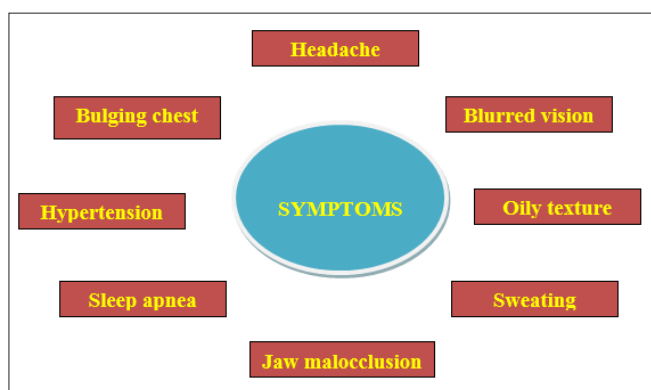 Headache
Bulging chest
Blurred vision
Hypertension
SYMPTOMS
Oily texture
Sleep apnea
Sweating
Jaw malocclusion